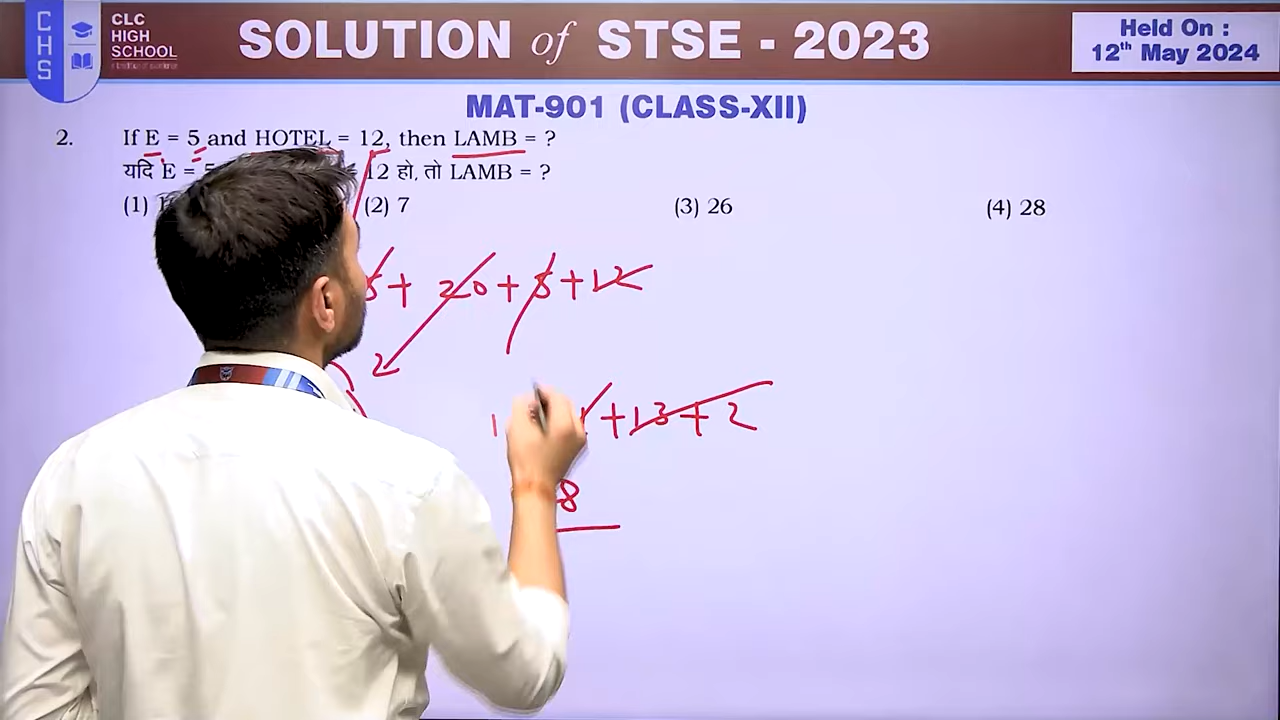 CHS
CLC
HIGH
SCHOOL
SOLUTION of STSE - 2023
Held On :
12th May 2024
MAT-901 (CLASS-XII)
2. If E = 5 and HOTEL = 12, then LAMB = ?
यदि E = 5 12 हो, तो LAMB = ?
(1) (2) 7 (3) 26 (4) 28
+ 20 + 5 + 12
2
+ 13 + 2
8